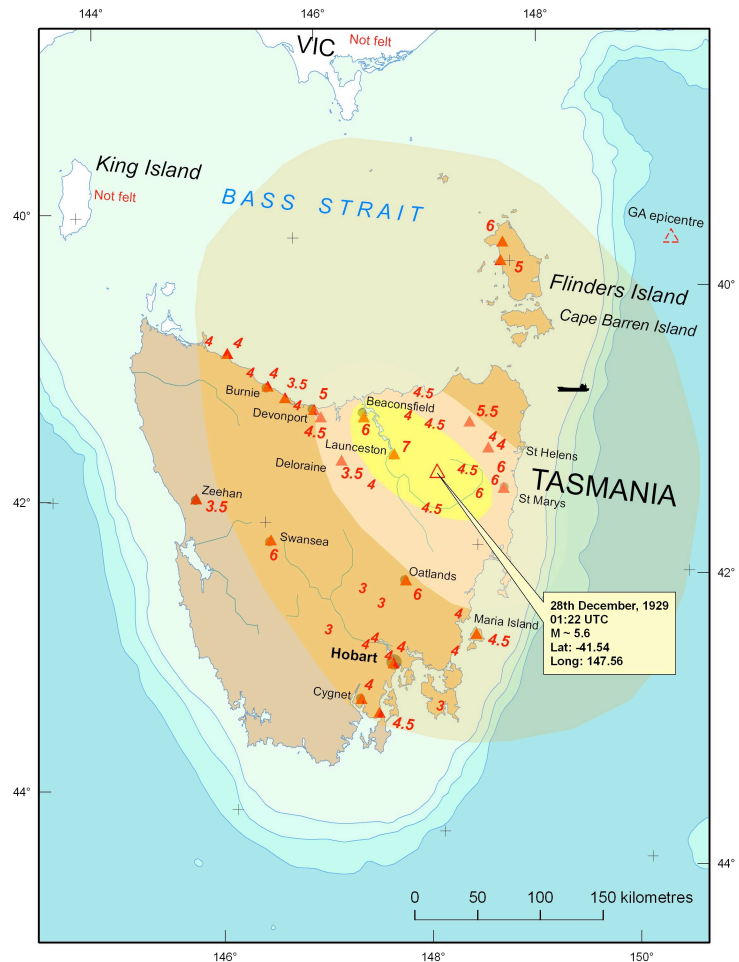 144°
146°
148°
VIC
Not felt
King Island
Not felt
BASS STRAIT
40°
GA epicentre
6
5
Flinders Island
40°
Cape Barren Island
4
4
4
4
3.5
Burnie
4
5
4.5
Beaconsfield
4
4.5
5.5
Devonport
4.5
6
4
4
Launceston
7
St Helens
Deloraine
3.5
4
4.5
6
6
6
TASMANIA
St Marys
42°
Zeehan
3.5
4.5
Swansea
6
Oatlands
6
42°
3
3
4
Maria Island
4.5
28th December, 1929
01:22 UTC
M ~ 5.6
Lat: -41.54
Long: 147.56
3
4
4
4
4
4
Hobart
Cygnet
4
3
4.5
44°
44°
0 50 100 150 kilometres
146°
148°
150°